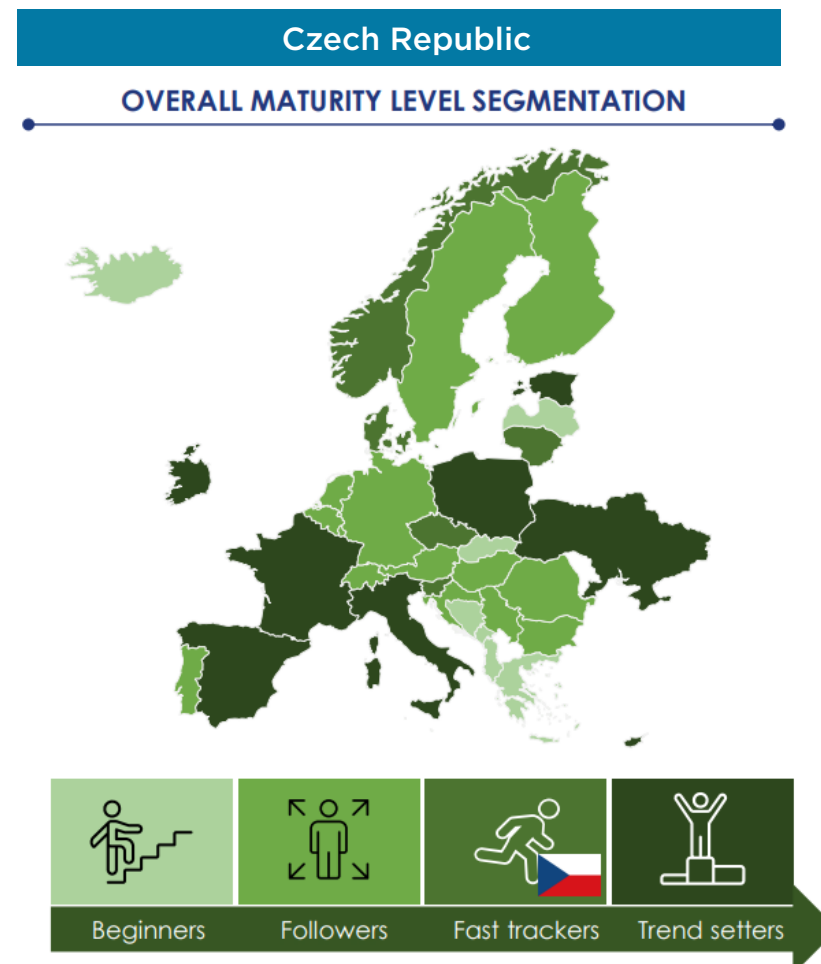 Czech Republic
OVERALL MATURITY LEVEL SEGMENTATION
Beginners
Followers
Fast trackers
Trend setters